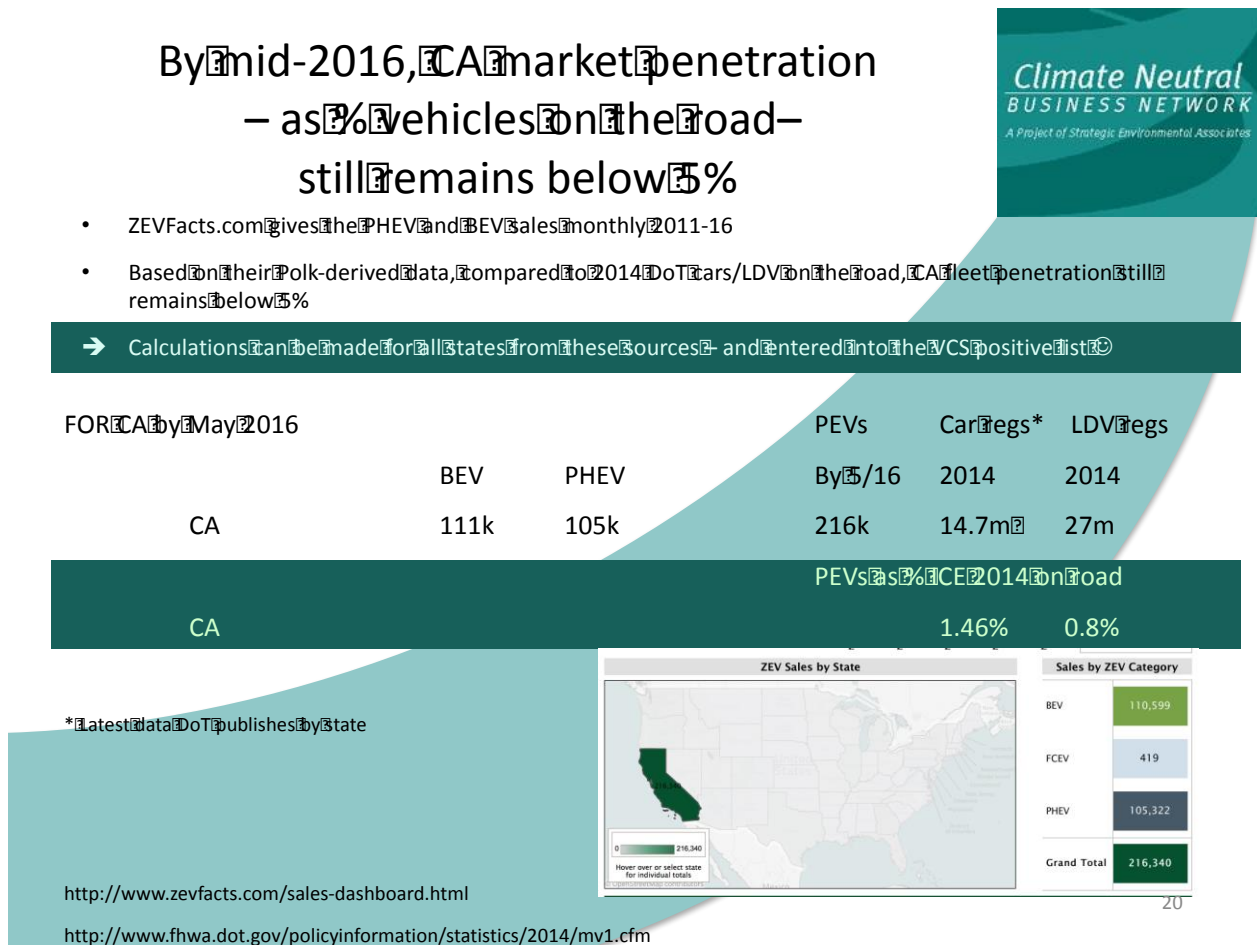 By mid-2016, CA market penetration
– as % vehicles on the road–
still remains below 5%
Climate Neutral
BUSINESS NETWORK
A Project of Strategic Environmental Associates
• ZEVFacts.com gives the PHEV and BEV sales monthly 2011-16
• Based on their Polk-derived data, compared to 2014 DoT cars/LDV on the road, CA fleet penetration still
remains below 5%
➔ Calculations can be made for all states from these sources – and entered into the VCS positive list ☺
FOR CA by May 2016 PEVs Car regs* LDV regs
BEV PHEV By 5/16 2014 2014
CA 111k 105k 216k 14.7m 27m
PEVs as % ICE 2014 on road
CA 1.46% 0.8%
ZEV Sales by State
Sales by ZEV Category
BEV 110,599
FCEV 419
PHEV 105,322
Grand Total 216,340
216,340
0 216,340
Hover over or select state
for individual totals
© OpenStreetMap contributors
Mexico
* Latest data DoT publishes by state
http://www.zevfacts.com/sales-dashboard.html
20
http://www.fhwa.dot.gov/policyinformation/statistics/2014/mv1.cfm